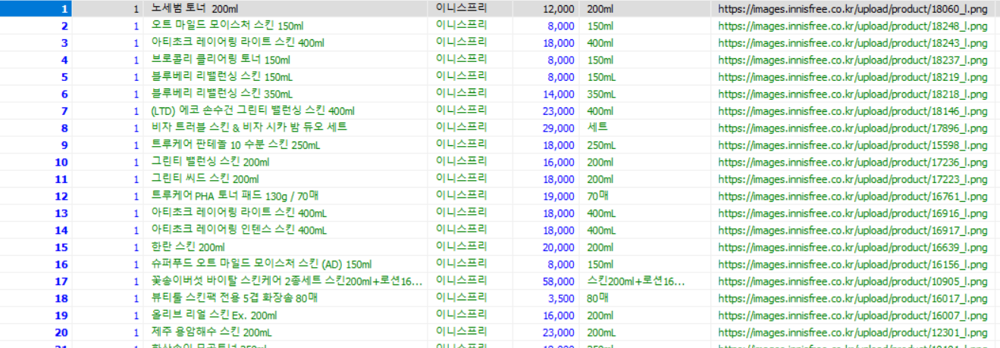 1 1 노세범 토너 200ml 이니스프리 12,000 200ml https://images.innisfree.co.kr/upload/product/18060_l.png
2 1 오트 마일드 모이스처 스킨 150ml 이니스프리 8,000 150ml https://images.innisfree.co.kr/upload/product/18248_l.png
3 1 아티초크 레이어링 라이트 스킨 400ml 이니스프리 18,000 400ml https://images.innisfree.co.kr/upload/product/18243_l.png
4 1 브로콜리 클리어링 토너 150ml 이니스프리 8,000 150ml https://images.innisfree.co.kr/upload/product/18237_l.png
5 1 블루베리 리밸런싱 스킨 150mL 이니스프리 8,000 150mL https://images.innisfree.co.kr/upload/product/18219_l.png
6 1 블루베리 리밸런싱 스킨 350mL 이니스프리 14,000 350mL https://images.innisfree.co.kr/upload/product/18218_l.png
7 1 (LTD) 에코 손수건 그린티 밸런싱 스킨 400ml 이니스프리 23,000 400ml https://images.innisfree.co.kr/upload/product/18146_l.png
8 1 비자 트러블 스킨 & 비자 시카 밤 듀오 세트 이니스프리 29,000 세트 https://images.innisfree.co.kr/upload/product/17896_l.png
9 1 트루케어 판테놀 10 수분 스킨 250mL 이니스프리 18,000 250mL https://images.innisfree.co.kr/upload/product/15598_l.png
10 1 그린티 밸런싱 스킨 200ml 이니스프리 16,000 200ml https://images.innisfree.co.kr/upload/product/17236_l.png
11 1 그린티 씨드 스킨 200ml 이니스프리 18,000 200ml https://images.innisfree.co.kr/upload/product/17223_l.png
12 1 트루케어 PHA 토너 패드 130g / 70매 이니스프리 19,000 70매 https://images.innisfree.co.kr/upload/product/16761_l.png
13 1 아티초크 레이어링 라이트 스킨 400mL 이니스프리 18,000 400mL https://images.innisfree.co.kr/upload/product/16916_l.png
14 1 아티초크 레이어링 인텐스 스킨 400mL 이니스프리 18,000 400mL https://images.innisfree.co.kr/upload/product/16917_l.png
15 1 한란 스킨 200ml 이니스프리 20,000 200ml https://images.innisfree.co.kr/upload/product/16639_l.png
16 1 슈퍼푸드 오트 마일드 모이스처 스킨 (AD) 150ml 이니스프리 8,000 150ml https://images.innisfree.co.kr/upload/product/16156_l.png
17 1 꽃송이버섯 바이탈 스킨케어 2종세트 스킨200ml+로션16... 이니스프리 58,000 스킨200ml+로션16... https://images.innisfree.co.kr/upload/product/10905_l.png
18 1 뷰티툴 스킨팩 전용 5겹 화장솜 80매 이니스프리 3,500 80매 https://images.innisfree.co.kr/upload/product/16017_l.png
19 1 올리브 리얼 스킨 Ex. 200ml 이니스프리 16,000 200ml https://images.innisfree.co.kr/upload/product/16007_l.png
20 1 제주 용암해수 스킨 200mL 이니스프리 23,000 200mL https://images.innisfree.co.kr/upload/product/12301_l.png